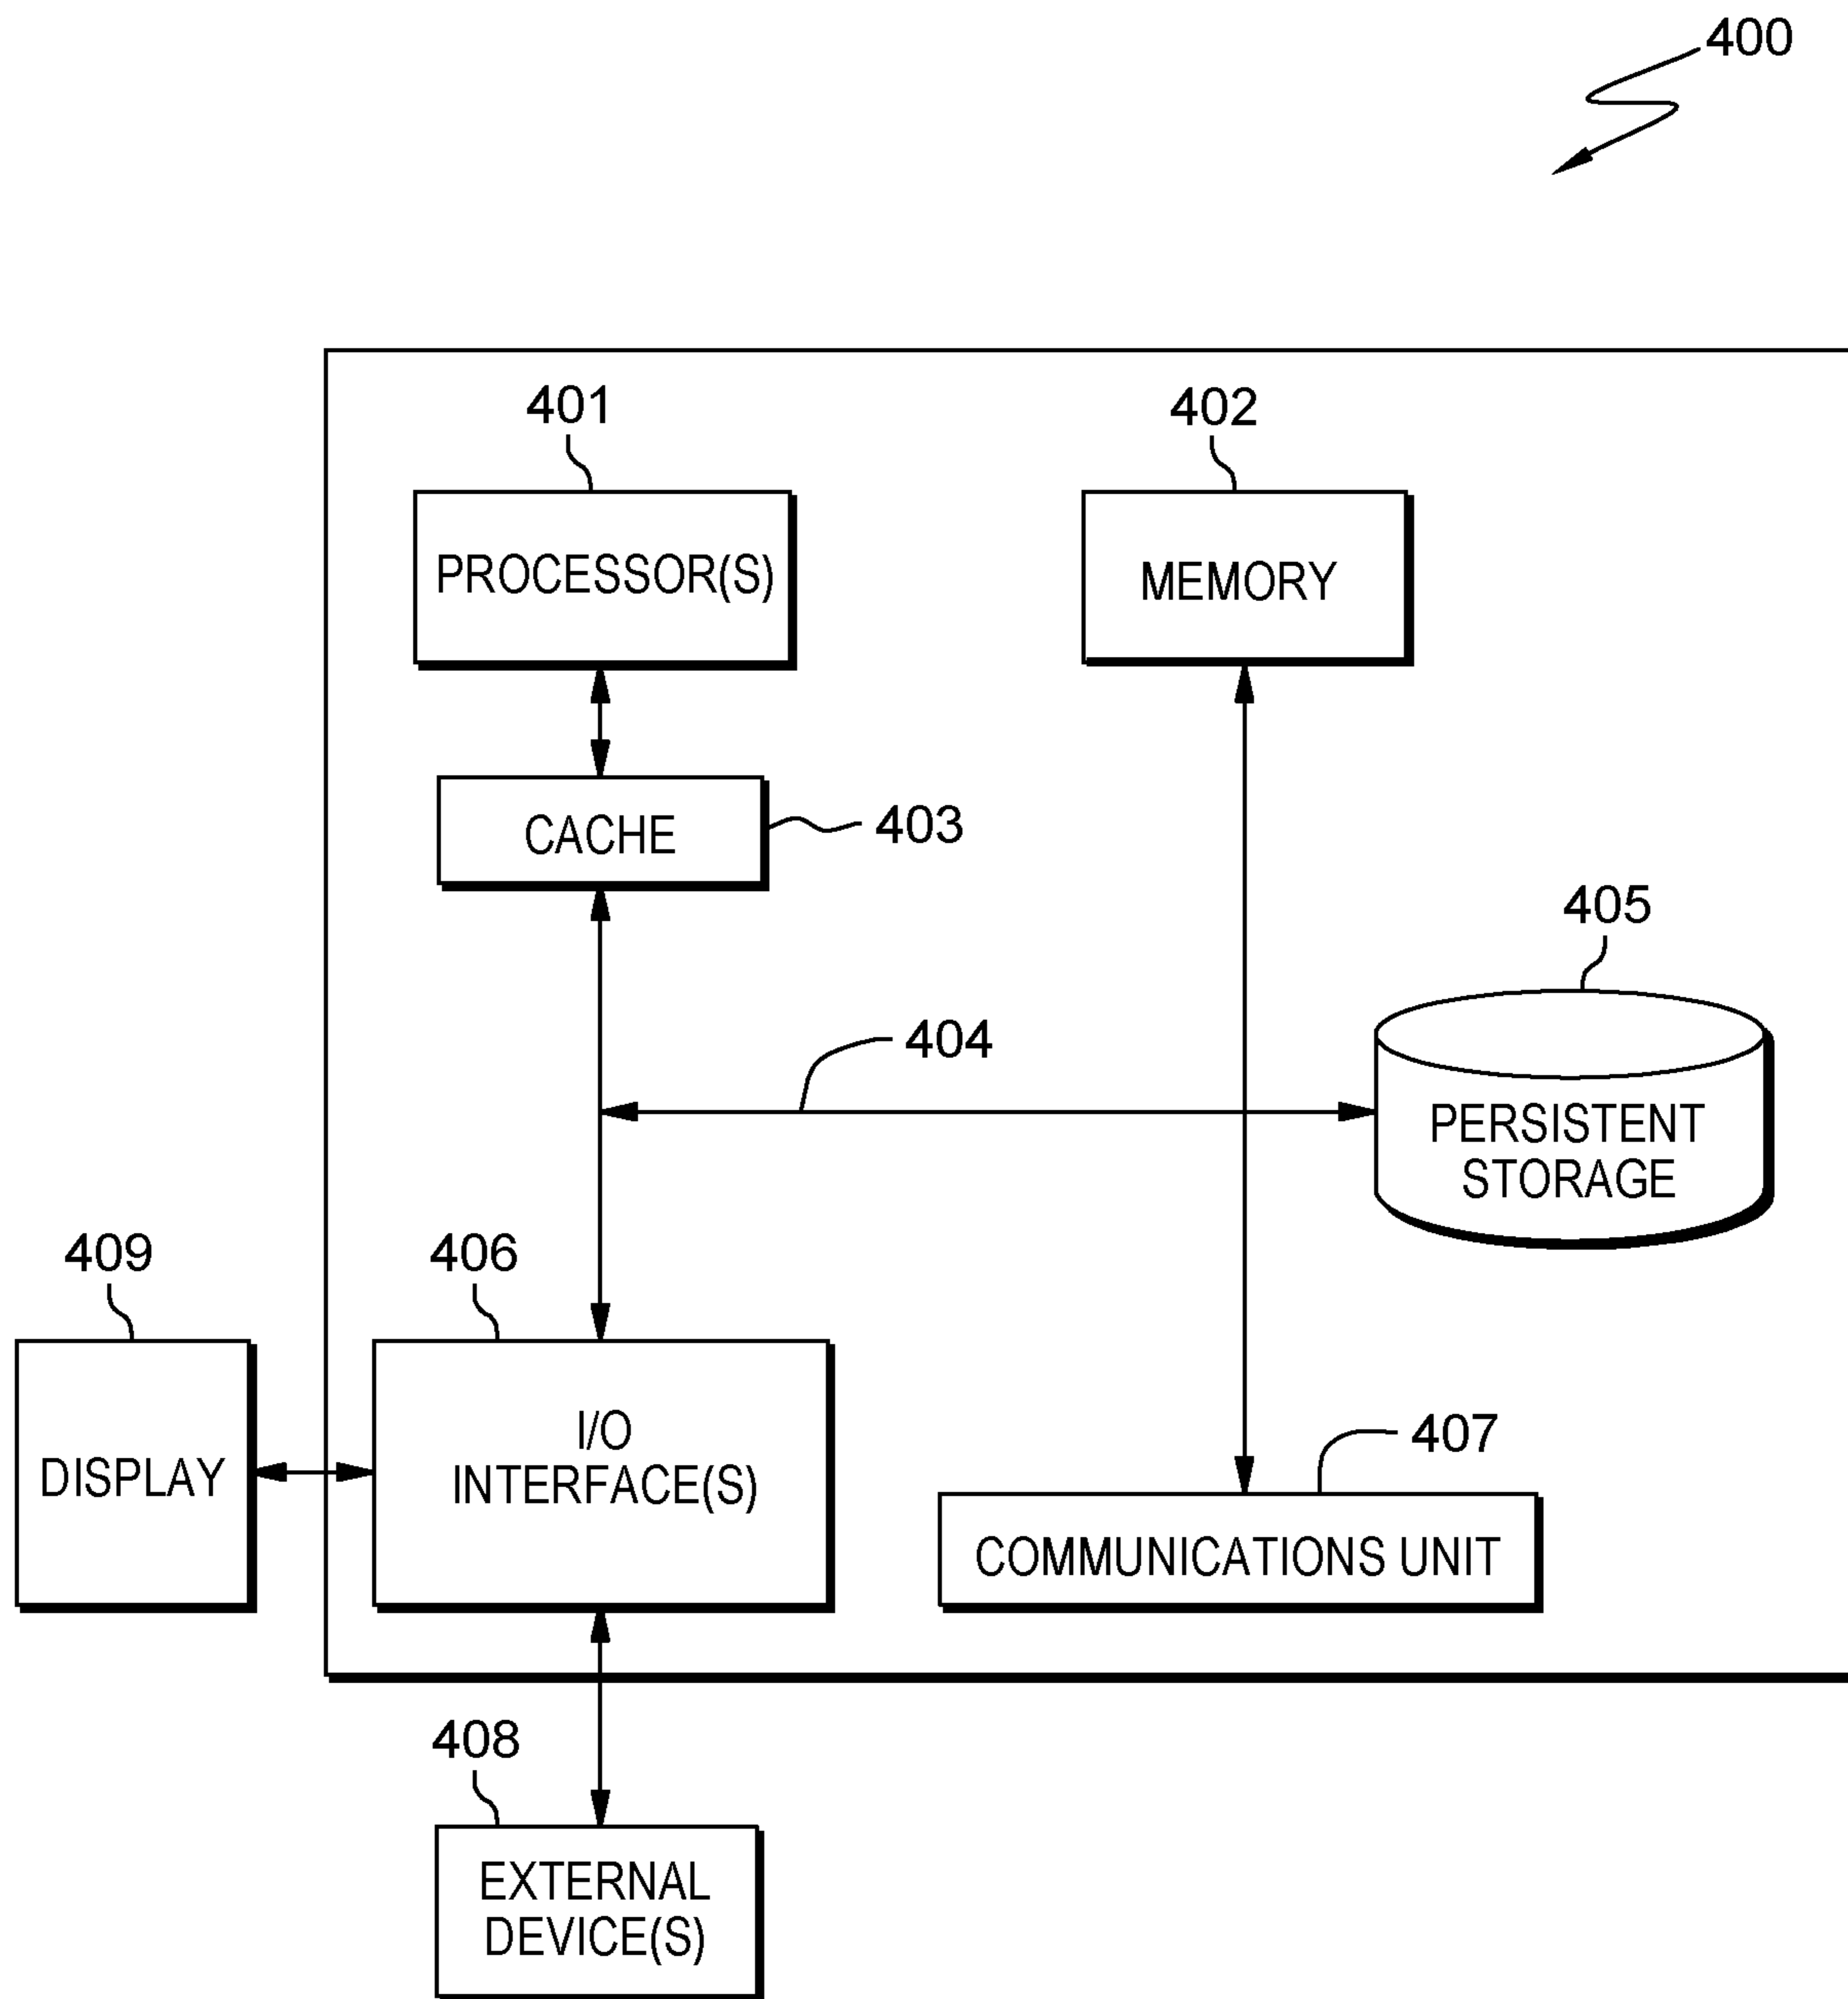 400
401
402
PROCESSOR(S)
MEMORY
CACHE
403
405
404
PERSISTENT
STORAGE
409
406
I/O
INTERFACE(S)
DISPLAY
407
COMMUNICATIONS UNIT
408
EXTERNAL
DEVICE(S)